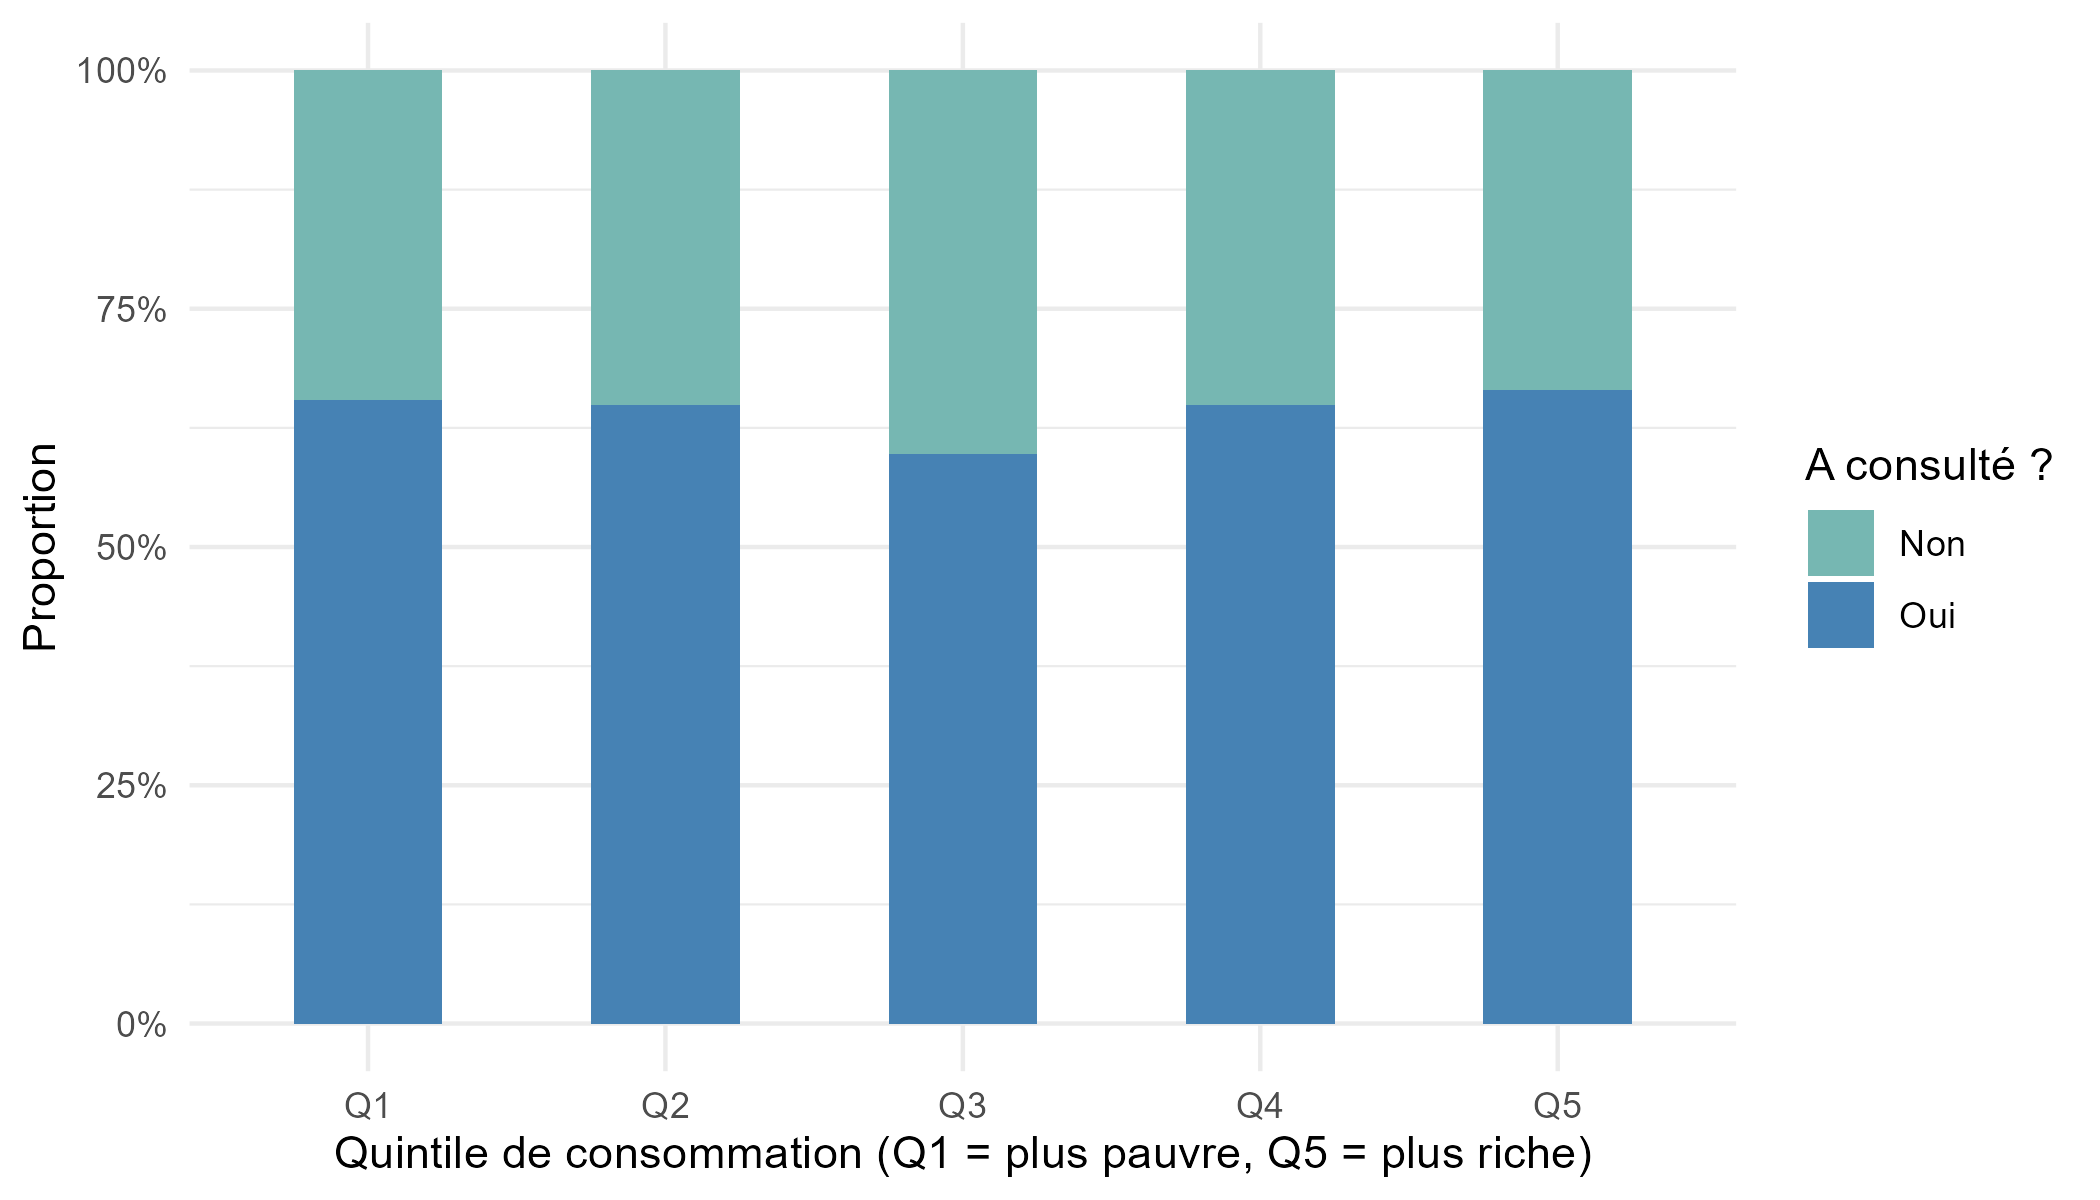 100%
75%
50%
25%
0%
Proportion
Q1 Q2 Q3 Q4 Q5
Quintile de consommation (Q1 = plus pauvre, Q5 = plus riche)
A consulté ?
Non
Oui